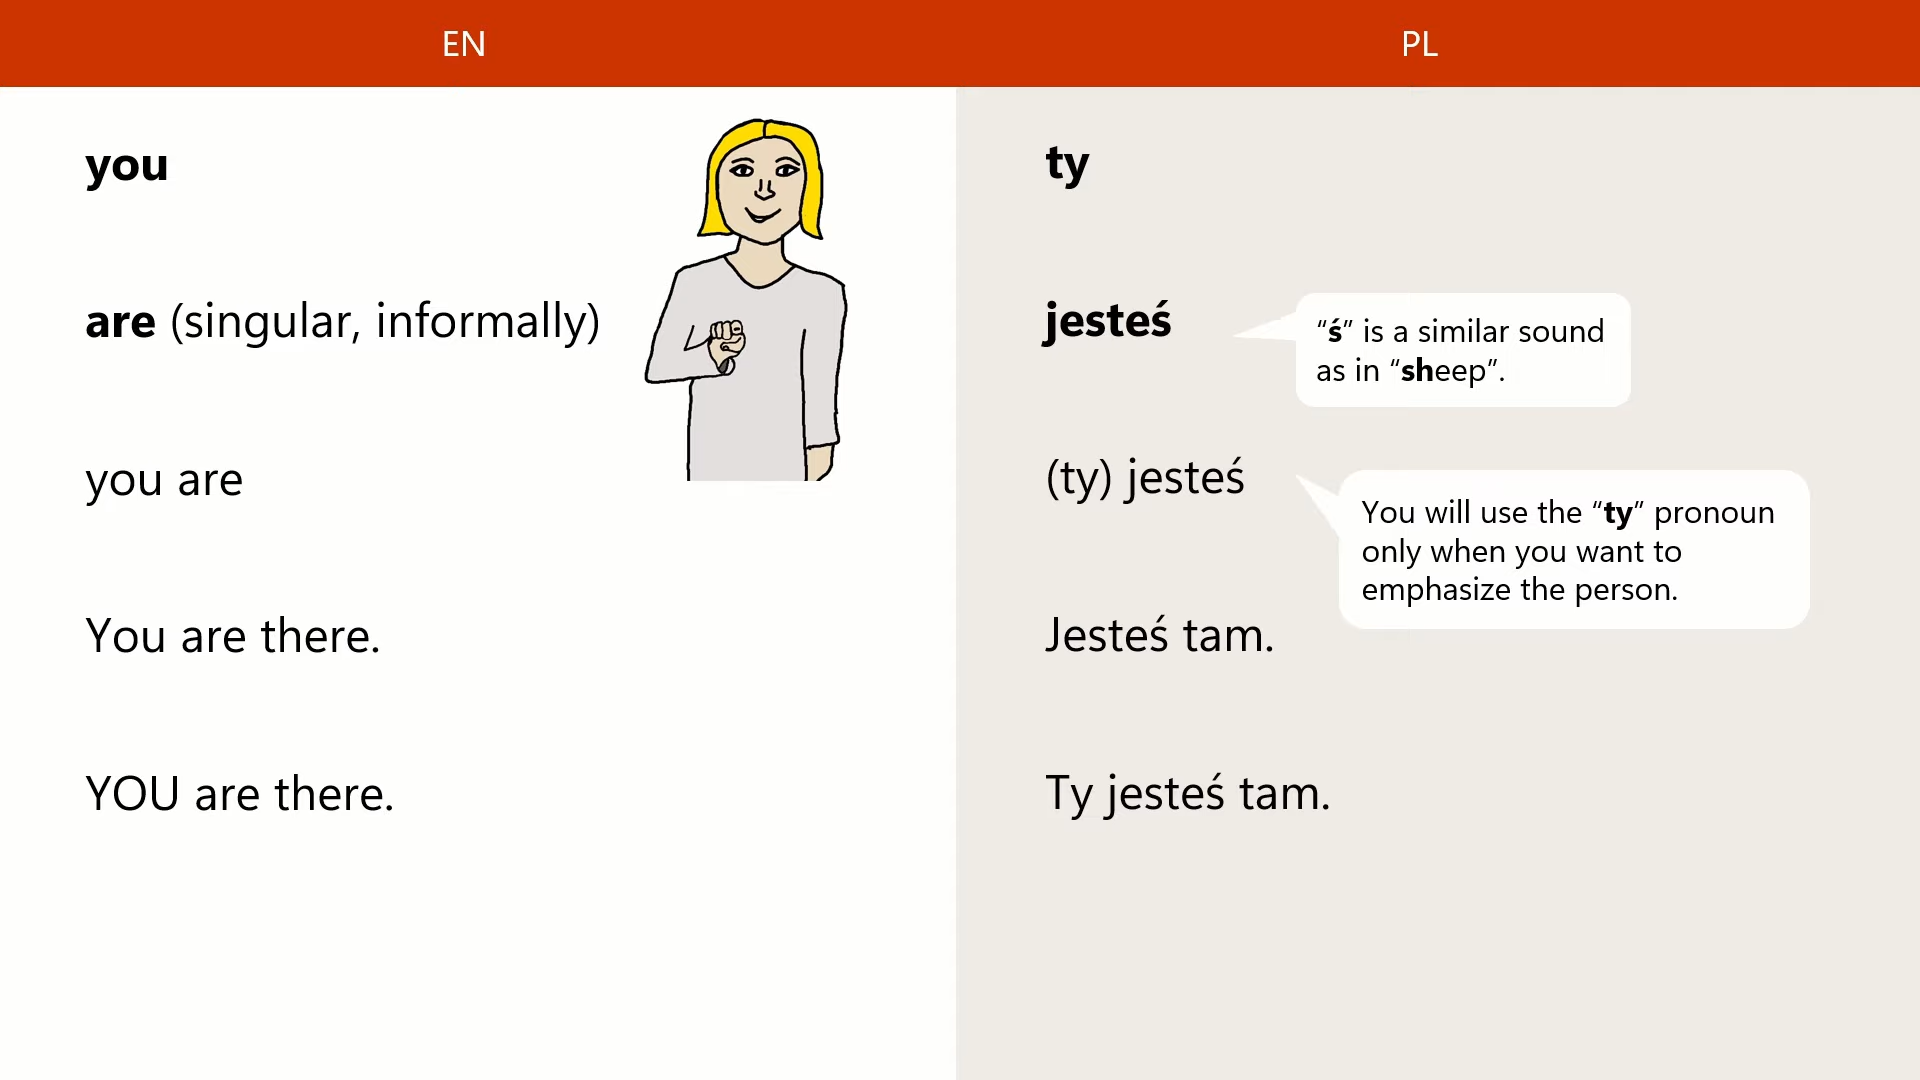 EN
PL
you
ty
are (singular, informally)
jesteś
“ś” is a similar sound
as in “sheep”.
you are
(ty) jesteś
You will use the “ty” pronoun
only when you want to
emphasize the person.
You are there.
Jesteś tam.
YOU are there.
Ty jesteś tam.